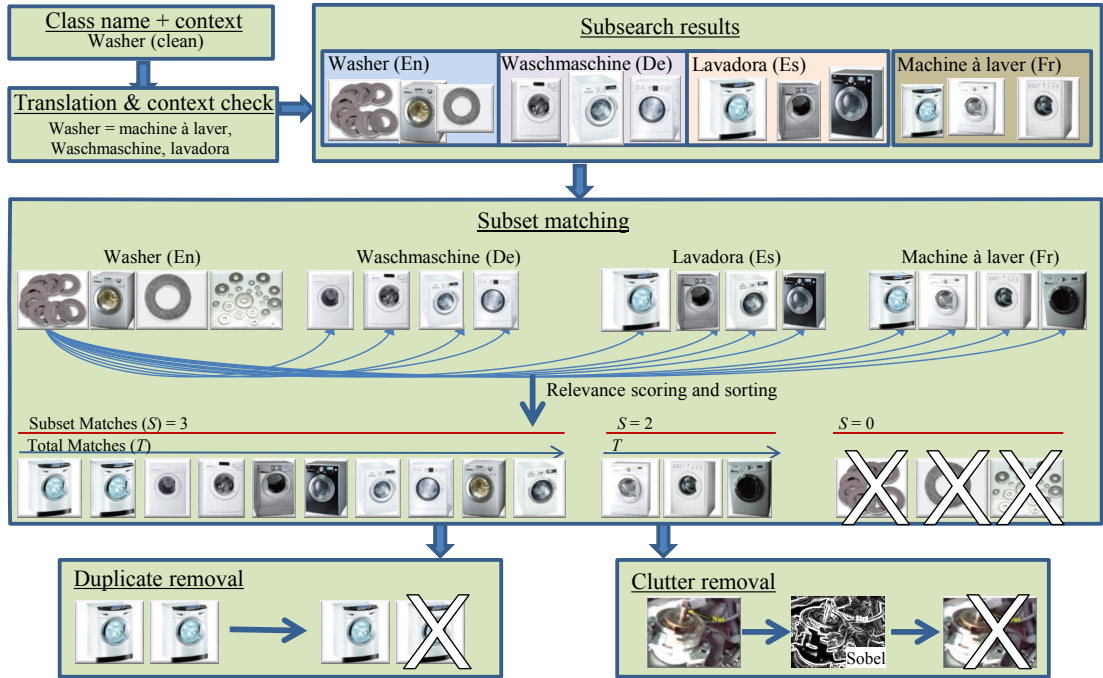 Class name + context
Washer (clean)
Translation & context check
Washer = machine à laver,
Waschmaschine, lavadora
Subsearch results
Washer (En)
Waschmaschine (De)
Lavadora (Es)
Machine à laver (Fr)
Subset matching
Washer (En)
Waschmaschine (De)
Lavadora (Es)
Machine à laver (Fr)
Relevance scoring and sorting
Subset Matches (S) = 3
S = 2
S = 0
Total Matches (T)
T
Duplicate removal
Clutter removal
Nut
Sobel